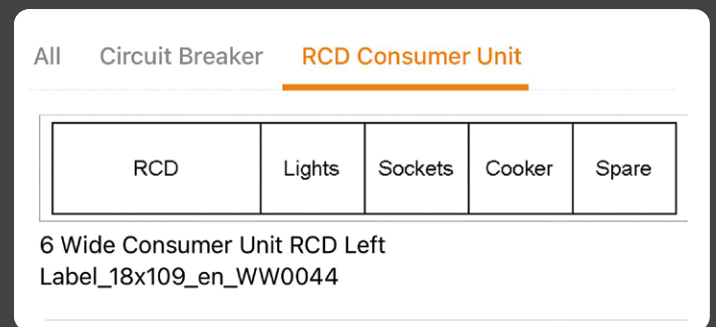 All Circuit Breaker RCD Consumer Unit
RCD Lights Sockets Cooker Spare
6 Wide Consumer Unit RCD Left
Label_18x109_en_WW0044